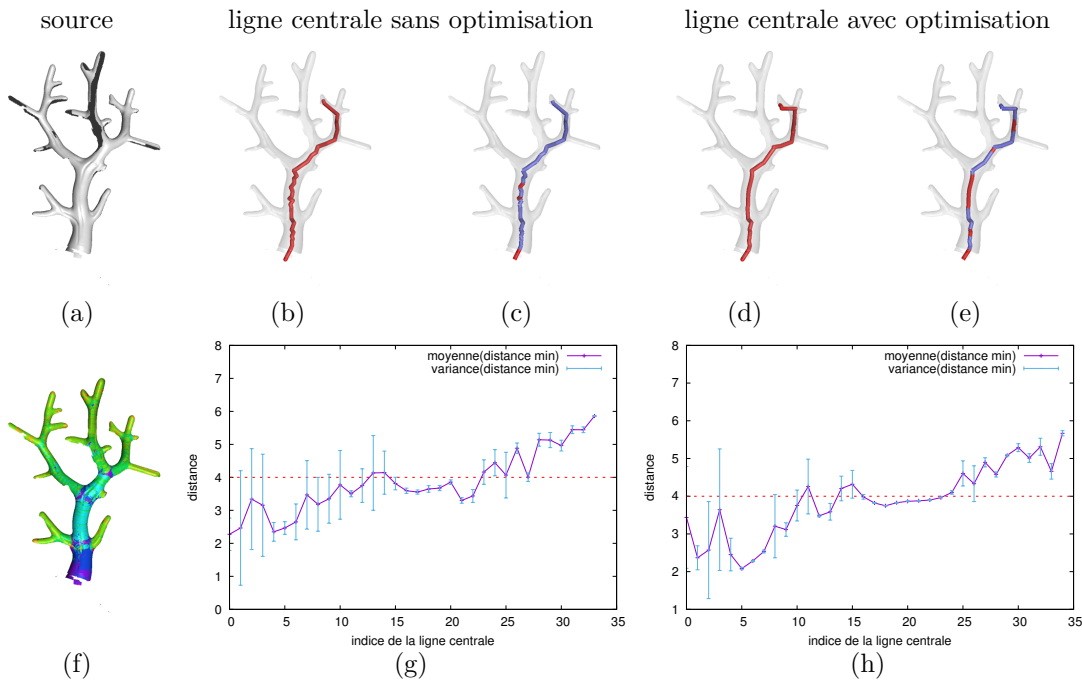 source
ligne centrale sans optimisation
ligne centrale avec optimisation
(a)
(b)
(c)
(d)
(e)
8
7
6
5
4
3
2
1
0
distance
0 5 10 15 20 25 30 35
indice de la ligne centrale
moyenne(distance min)
variance(distance min)
8
7
6
5
4
3
2
1
distance
0 5 10 15 20 25 30 35
indice de la ligne centrale
moyenne(distance min)
variance(distance min)
(f)
(g)
(h)